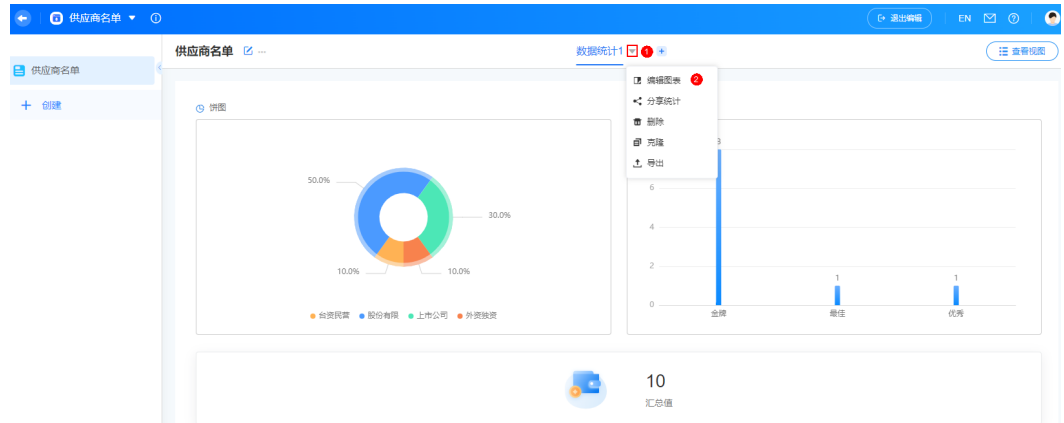 供应商名单
退出编辑
EN
供应商名单
创建
供应商名单
...
数据统计1
1
+
查看视图
编辑图表 2
分享统计
删除
克隆
导出
饼图
50.0%
30.0%
10.0%
10.0%
台资民营 股份有限 上市公司 外资独资
6
4
2
0
1
1
金牌
最佳
优秀
10
汇总值